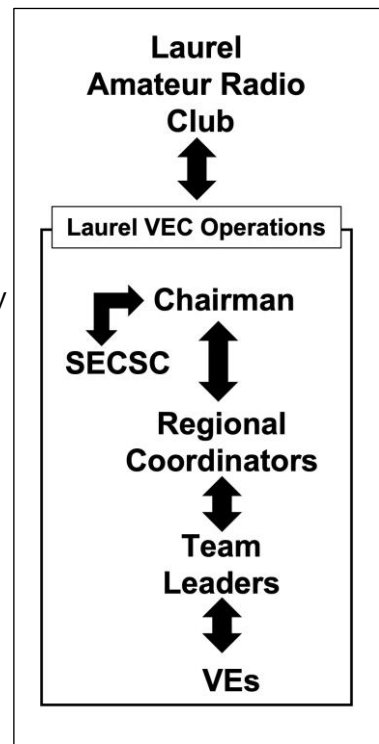 Laurel
Amateur Radio
Club
Laurel VEC Operations
Chairman
SECSC
Regional
Coordinators
Team
Leaders
VEs